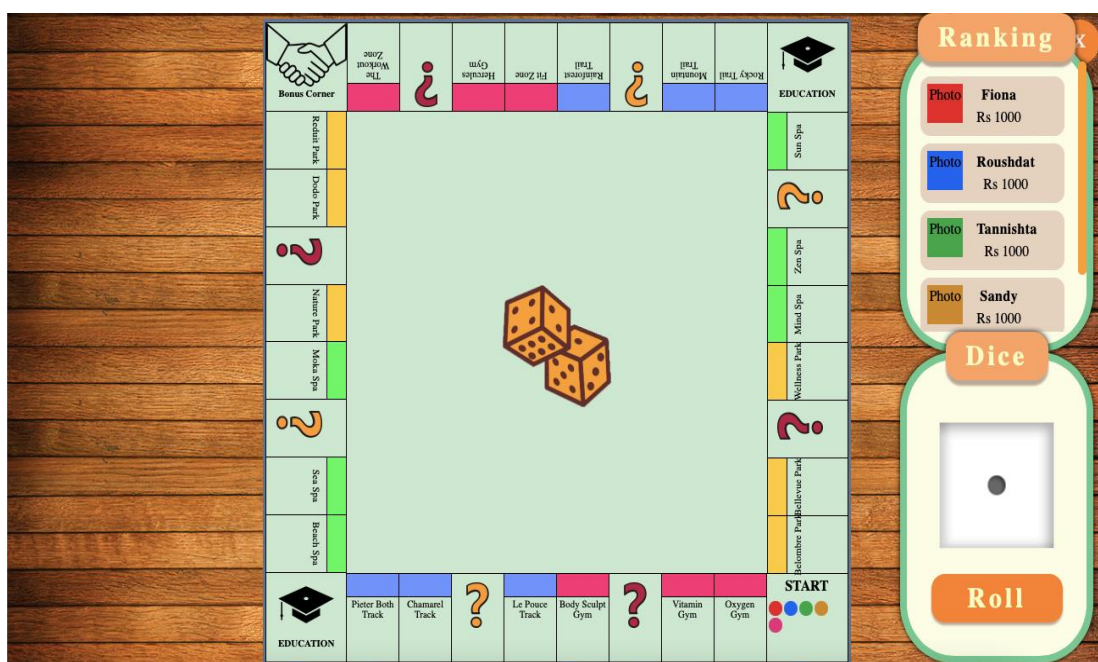 Bonus Corner
The
Workout
Zone
?
Hercules
Gym
Fit Zone
Rainforest
Trail
?
Mountain
Trail
Rocky Trail
EDUCATION
Reduit Park
Dodo Park
?
Nature Park
Moka Spa
?
Sea Spa
Beach Spa
Sun Spa
?
Zen Spa
Mind Spa
Wellness Park
?
Bellevue Park
Belombre Park
EDUCATION
Pieter Both
Track
Chamarel
Track
?
Le Pouce
Track
Body Sculpt
Gym
?
Vitamin
Gym
Oxygen
Gym
START
Ranking
X
Photo
Fiona
Rs 1000
Photo
Roushdat
Rs 1000
Photo
Tannishta
Rs 1000
Photo
Sandy
Rs 1000
Dice
Roll